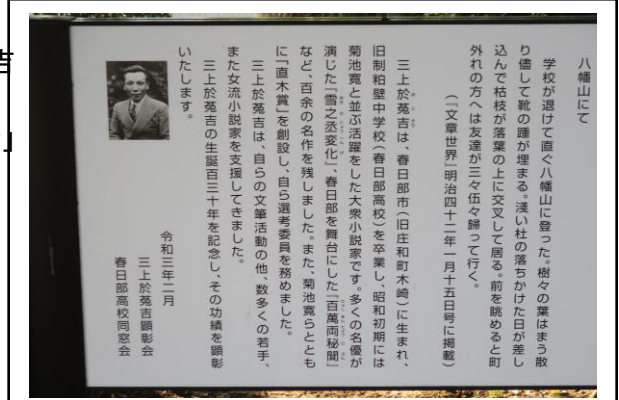 八幡山にて
学校が退けて直ぐ八幡山に登った。樹々の葉はまう散
り儘して靴の踵が埋まる。浅い杜の落ちかけた日が差し
込んで枯枝が落葉の上に交叉して居る。前を眺めると町
外れの方へは友達が三々伍々歸って行く。
(『文章世界』明治四十二年一月十五日号に掲載)
三上於菟吉は、春日部市(旧庄和町木崎)に生まれ、
旧制粕壁中学校(春日部高校)を卒業し、昭和初期には
菊池寛と並ぶ活躍をした大衆小説家です。多くの名優が
演じた『雪之丞変化』、春日部を舞台にした『百萬両秘聞』
など、百余の名作を残しました。また、菊池寛らととも
に「直木賞」を創設し、自ら選考委員を務めました。
三上於菟吉は、自らの文筆活動の他、数多くの若手、
また女流小説家を支援してきました。
三上於菟吉の生誕百三十年を記念し、その功績を顕彰
いたします。
令和三年二月
三上於菟吉顕彰会
春日部高校同窓会